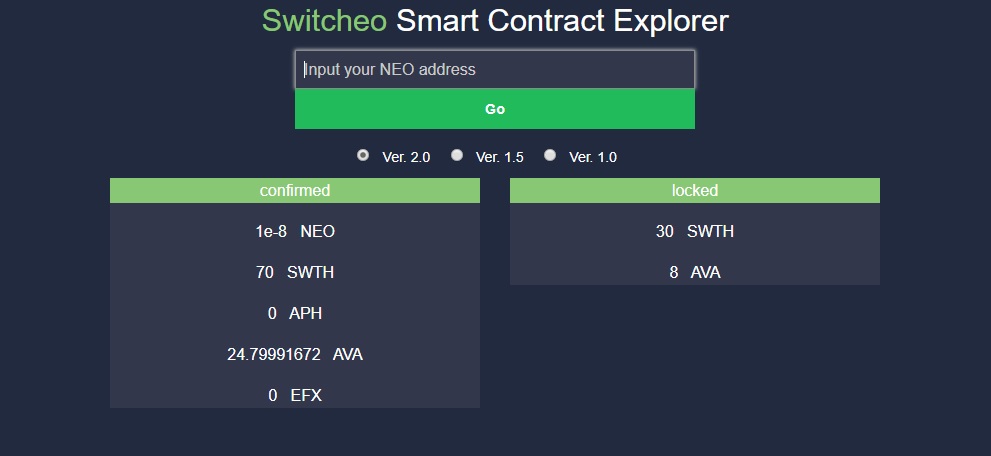 Switcheo Smart Contract Explorer
Input your NEO address
Go
Ver. 2.0 Ver. 1.5 Ver. 1.0
confirmed
1e-8 NEO
70 SWTH
0 APH
24.79991672 AVA
0 EFX
locked
30 SWTH
8 AVA